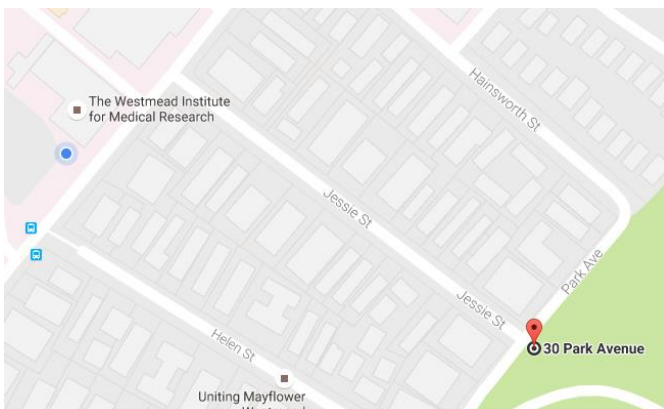 Hainsworth St
The Westmead Institute
for Medical Research
Jessie St
Park Ave
Jessie St
30 Park Avenue
Helen St
Uniting Mayflower
Westmead